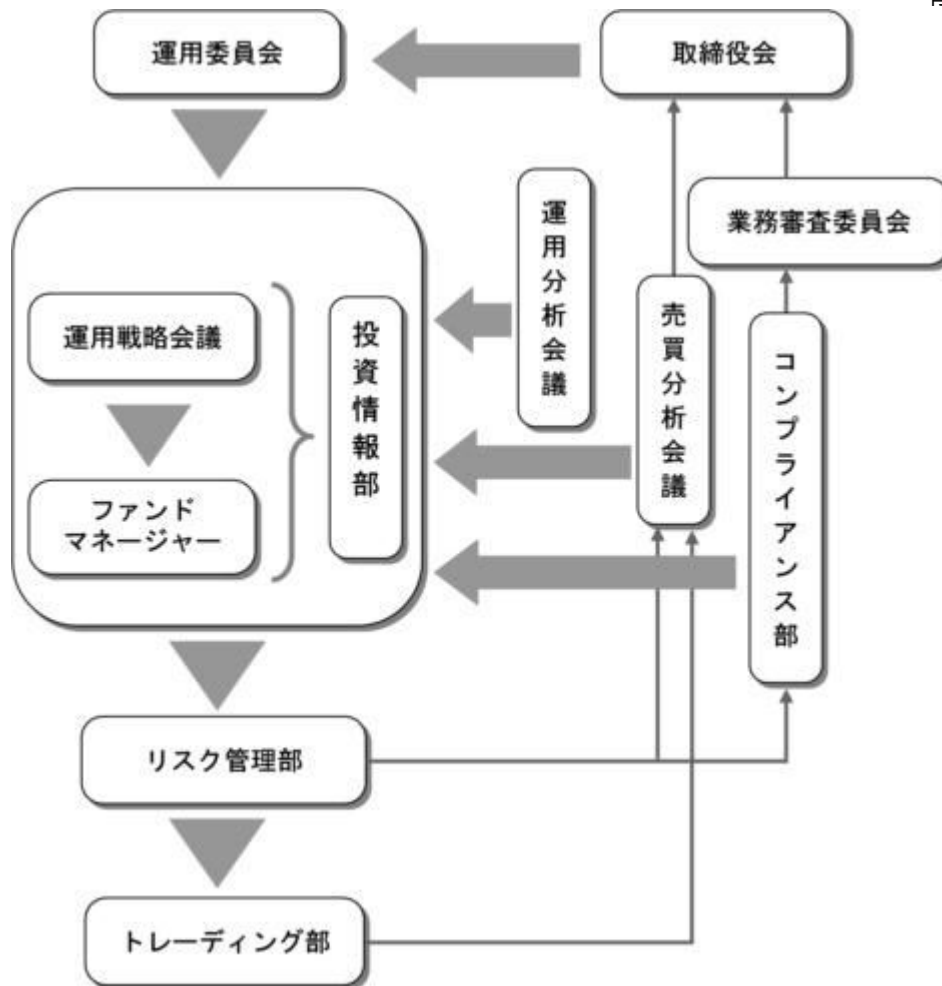 運用委員会
取締役会
業務審査委員会
運用分析会議
売買分析会議
コンプライアンス部
運用戦略会議
投資情報部
ファンド
マネージャー
リスク管理部
トレーディング部